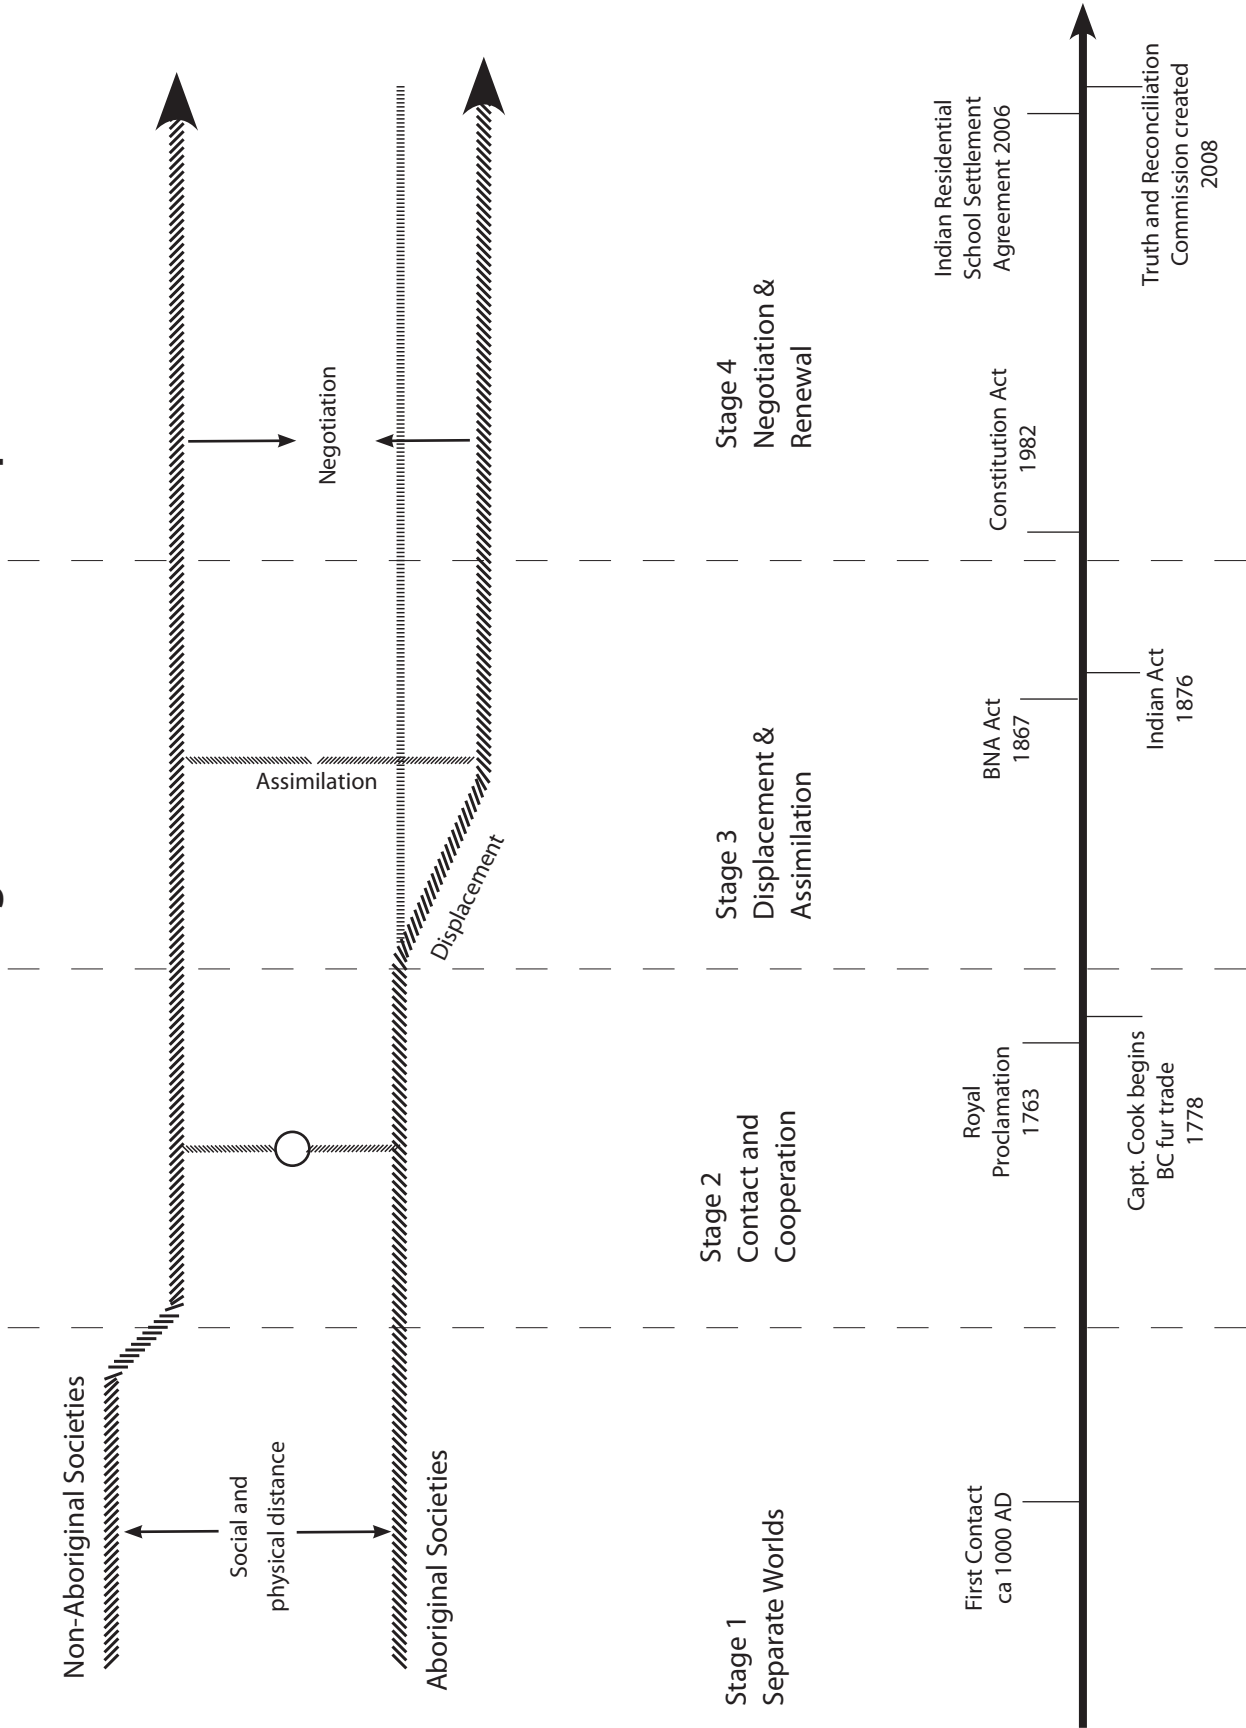 Non-Aboriginal Societies
Social and
physical distance
Aboriginal Societies
Assimilation
Displacement
Negotiation
Stage 1
Separate Worlds
Stage 2
Contact and
Cooperation
Stage 3
Displacement &
Assimilation
Stage 4
Negotiation &
Renewal
First Contact
ca 1000 AD
Royal
Proclamation
1763
Capt. Cook begins
BC fur trade
1778
BNA Act
1867
Indian Act
1876
Constitution Act
1982
Indian Residential
School Settlement
Agreement 2006
Truth and Reconciliation
Commission created
2008